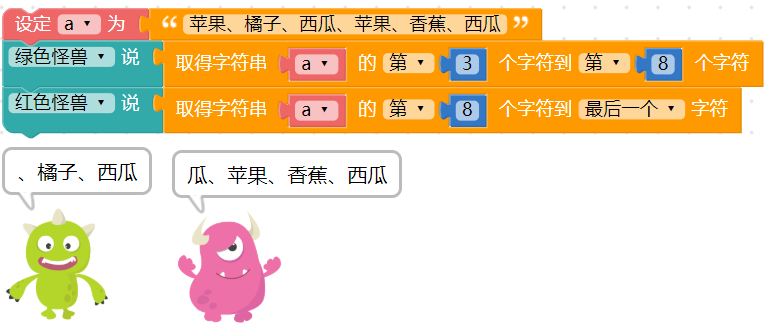 设定 a 为 “ 苹果、橘子、西瓜、苹果、香蕉、西瓜 ”
绿色怪兽 说 取得字符串 a 的 第 3 个字符到 第 8 个字符
红色怪兽 说 取得字符串 a 的 第 8 个字符到 最后一个 字符
、橘子、西瓜
瓜、苹果、香蕉、西瓜